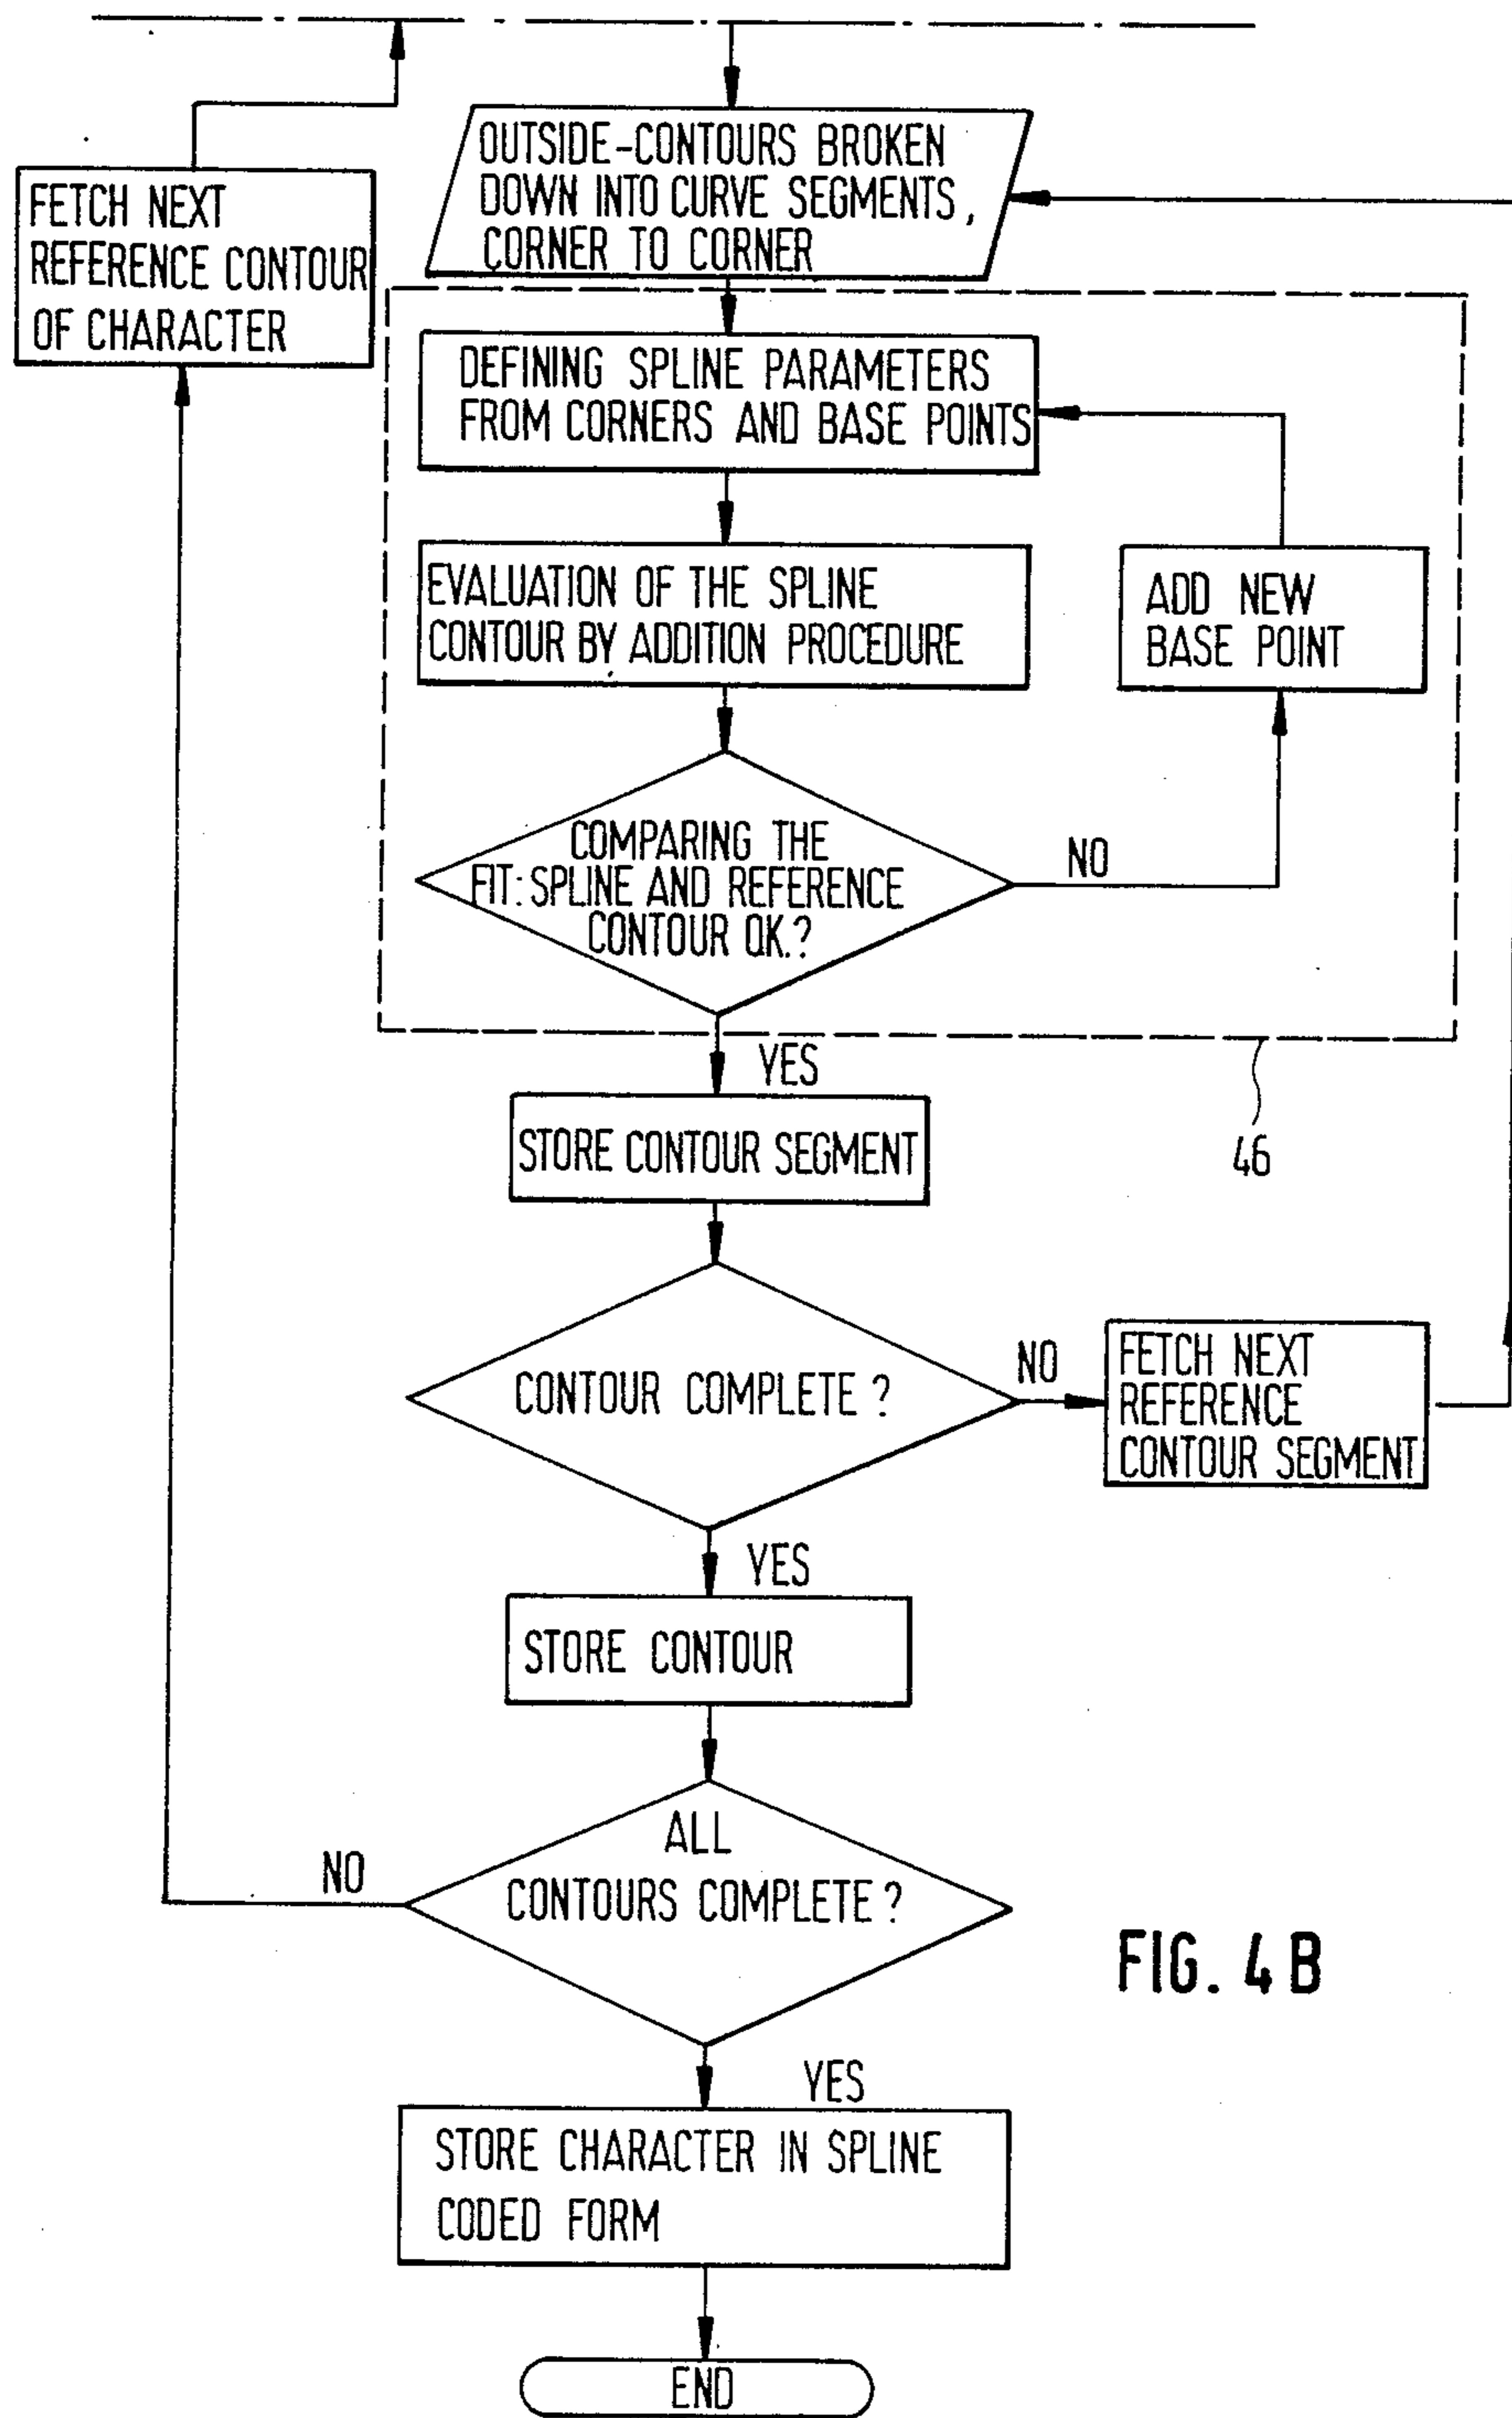 OUTSIDE-CONTOURS BROKEN
DOWN INTO CURVE SEGMENTS,
CORNER TO CORNER
FETCH NEXT
REFERENCE CONTOUR
OF CHARACTER
DEFINING SPLINE PARAMETERS
FROM CORNERS AND BASE POINTS
EVALUATION OF THE SPLINE
CONTOUR BY ADDITION PROCEDURE
ADD NEW
BASE POINT
COMPARING THE
FIT: SPLINE AND REFERENCE
CONTOUR O.K.?
NO
YES
46
STORE CONTOUR SEGMENT
CONTOUR COMPLETE ?
NO
FETCH NEXT
REFERENCE
CONTOUR SEGMENT
YES
STORE CONTOUR
ALL
CONTOURS COMPLETE ?
NO
FIG. 4 B
YES
STORE CHARACTER IN SPLINE
CODED FORM
END